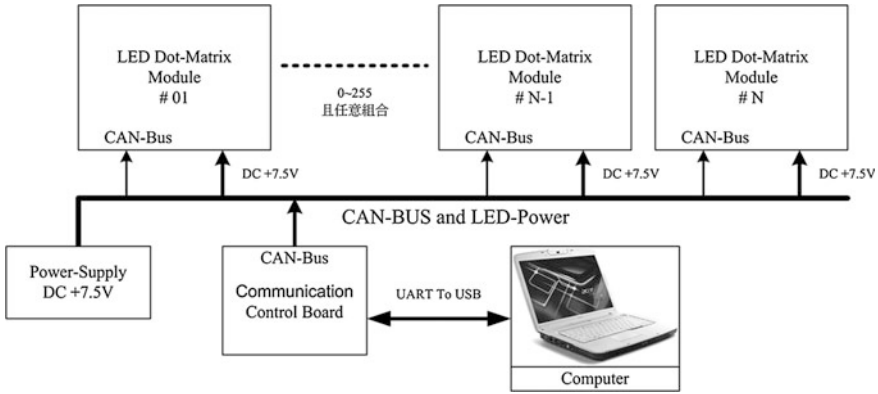 LED Dot-Matrix
Module
# 01
CAN-Bus
DC +7.5V
0~255
且任意組合
LED Dot-Matrix
Module
# N-1
CAN-Bus
DC +7.5V
LED Dot-Matrix
Module
# N
CAN-Bus
DC +7.5V
CAN-BUS and LED-Power
Power-Supply
DC +7.5V
CAN-Bus
Communication
Control Board
UART To USB
Computer